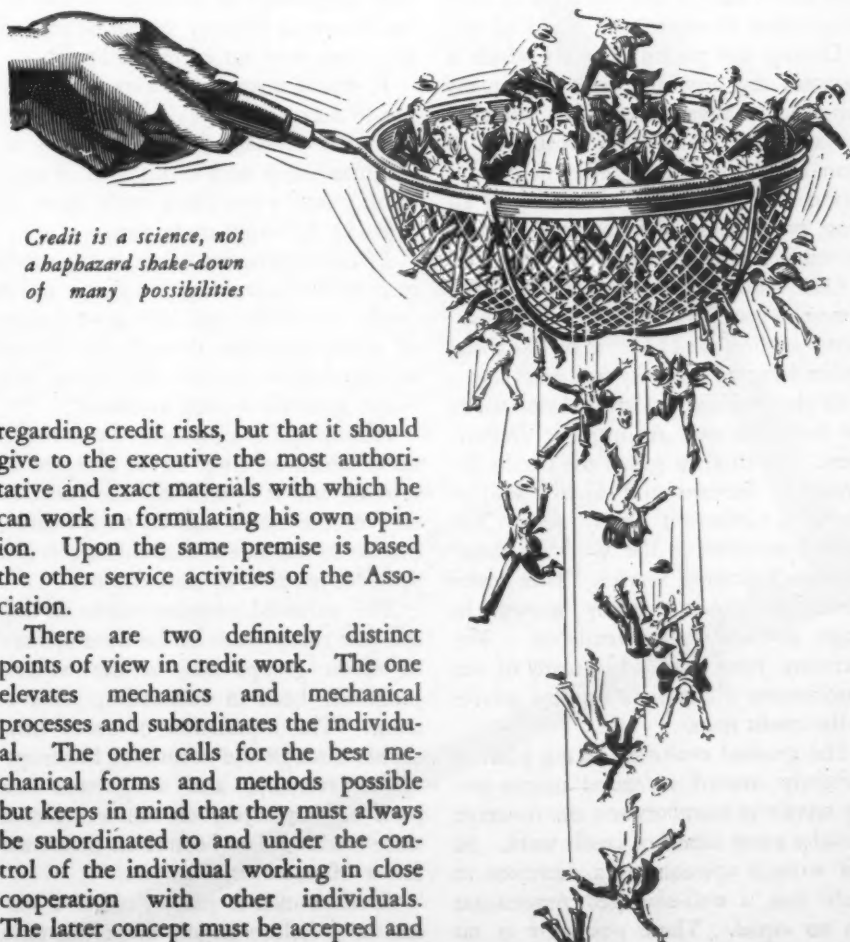 Credit is a science, not
a haphazard shake-down
of many possibilities
regarding credit risks, but that it should
give to the executive the most authori-
tative and exact materials with which he
can work in formulating his own opin-
ion. Upon the same premise is based
the other service activities of the Asso-
ciation.
There are two definitely distinct
points of view in credit work. The one
elevates mechanics and mechanical
processes and subordinates the individu-
al. The other calls for the best me-
chanical forms and methods possible
but keeps in mind that they must always
be subordinated to and under the con-
trol of the individual working in close
cooperation with other individuals.
The latter concept must be accepted and